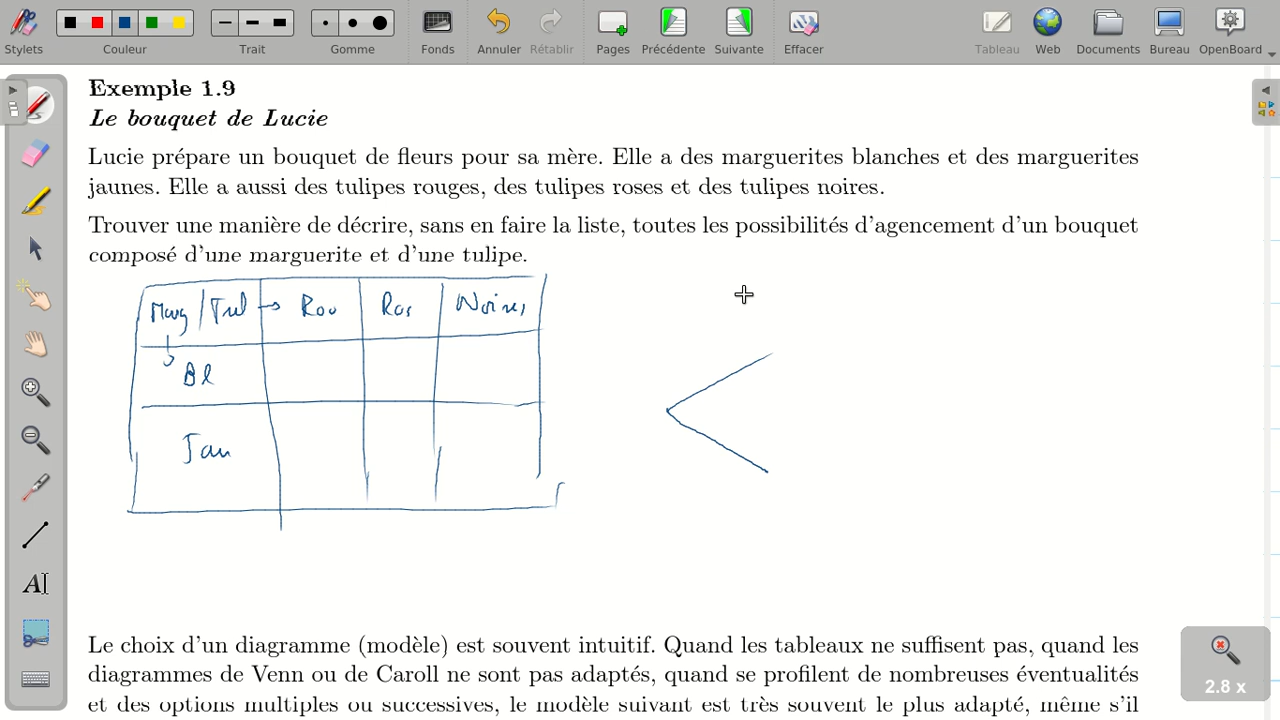 Stylets Couleur Trait Gomme Fonds Annuler Rétablir Pages Précédente Suivante Effacer Tableau Web Documents Bureau OpenBoard
Exemple 1.9
Le bouquet de Lucie
Lucie prépare un bouquet de fleurs pour sa mère. Elle a des marguerites blanches et des marguerites
jaunes. Elle a aussi des tulipes rouges, des tulipes roses et des tulipes noires.
Trouver une manière de décrire, sans en faire la liste, toutes les possibilités d'agencement d'un bouquet
composé d'une marguerite et d'une tulipe.
Marg / Tul → Rou Ros Noires
Bl
Jau
Le choix d'un diagramme (modèle) est souvent intuitif. Quand les tableaux ne suffisent pas, quand les
diagrammes de Venn ou de Caroll ne sont pas adaptés, quand se profilent de nombreuses éventualités
et des options multiples ou successives, le modèle suivant est très souvent le plus adapté, même s'il
2.8 x